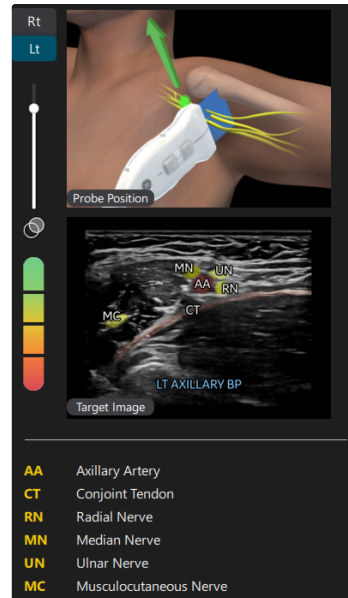 Rt
Lt
Probe Position
MN UN
AA RN
MC CT
LT AXILLARY BP
Target Image
AA Axillary Artery
CT Conjoint Tendon
RN Radial Nerve
MN Median Nerve
UN Ulnar Nerve
MC Musculocutaneous Nerve